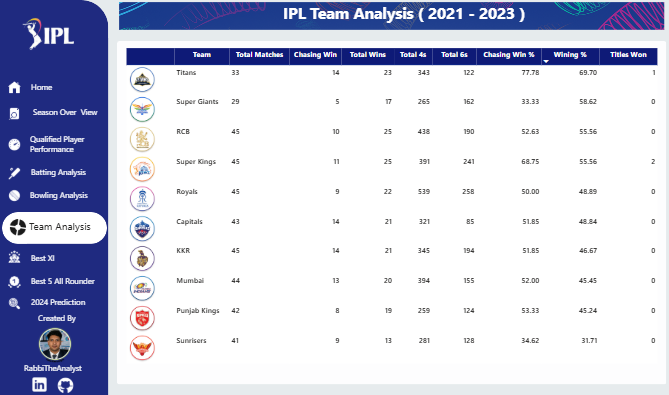 IPL
Home
Season Over View
Qualified Player
Performance
Batting Analysis
Bowling Analysis
Team Analysis
Best XI
Best 5 All Rounder
2024 Prediction
Created By
RabbiTheAnalyst
in
IPL Team Analysis ( 2021 - 2023 )
Team Total Matches Chasing Win Total Wins Total 4s Total 6s Chasing Win % Wining % Titles Won
Titans 33 14 23 343 122 77.78 69.70 1
Super Giants 29 5 17 265 162 33.33 58.62 0
RCB 45 10 25 438 190 52.63 55.56 0
Super Kings 45 11 25 391 241 68.75 55.56 2
Royals 45 9 22 539 258 50.00 48.89 0
Capitals 43 14 21 321 85 51.85 48.84 0
KKR 45 14 21 345 194 51.85 46.67 0
Mumbai 44 13 20 394 155 52.00 45.45 0
Punjab Kings 42 8 19 259 124 53.33 45.24 0
Sunrisers 41 9 13 281 128 34.62 31.71 0